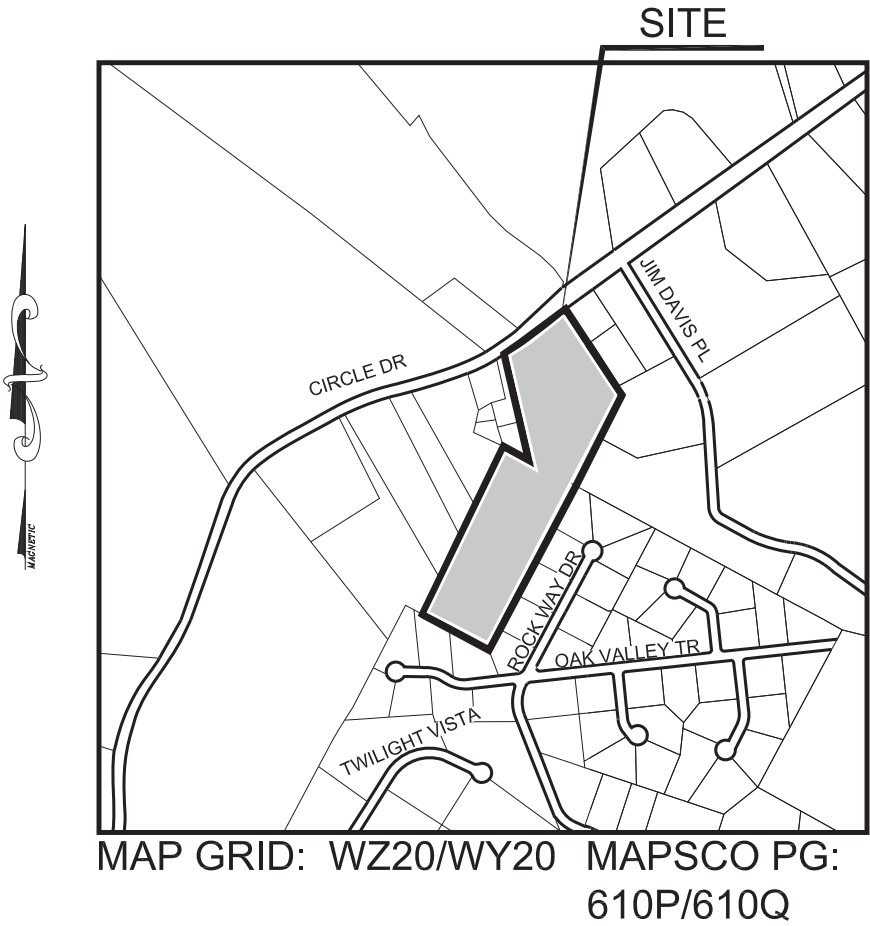 SITE
JIM DAVIS PL
CIRCLE DR
MAGNETIC
ROCK WAY DR
OAK VALLEY TR
TWILIGHT VISTA
MAP GRID: WZ20/WY20 MAPSCO PG:
610P/610Q